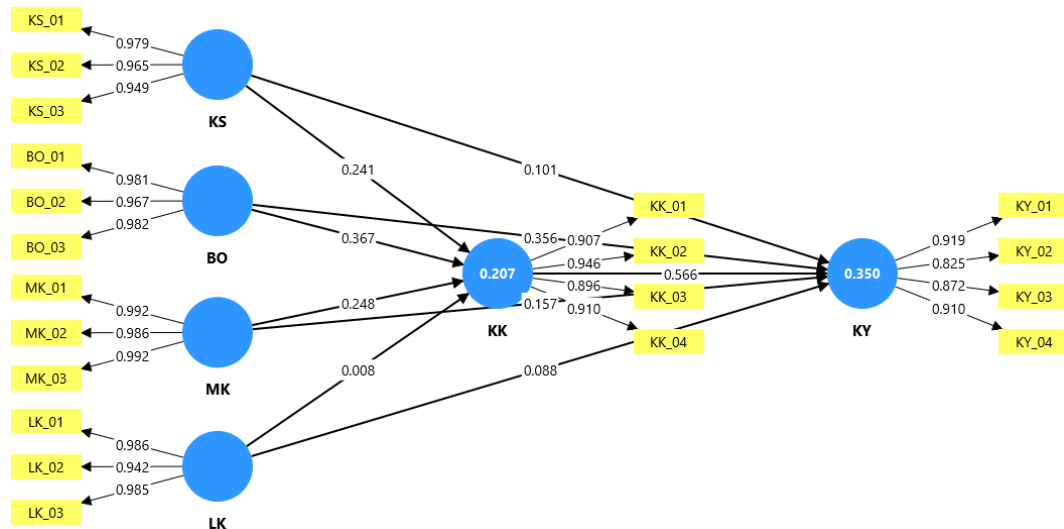 KS_01
0.979
KS_02
0.965
KS_03
0.949
KS
BO_01
0.981
BO_02
0.967
BO_03
0.982
BO
MK_01
0.992
MK_02
0.986
MK_03
0.992
MK
LK_01
0.986
LK_02
0.942
LK_03
0.985
LK
0.241
0.367
0.248
0.008
0.101
0.356
0.566
0.157
0.088
0.207
KK
KK_01
0.907
KK_02
0.946
KK_03
0.896
KK_04
0.910
0.350
KY
KY_01
0.919
KY_02
0.825
KY_03
0.872
KY_04
0.910